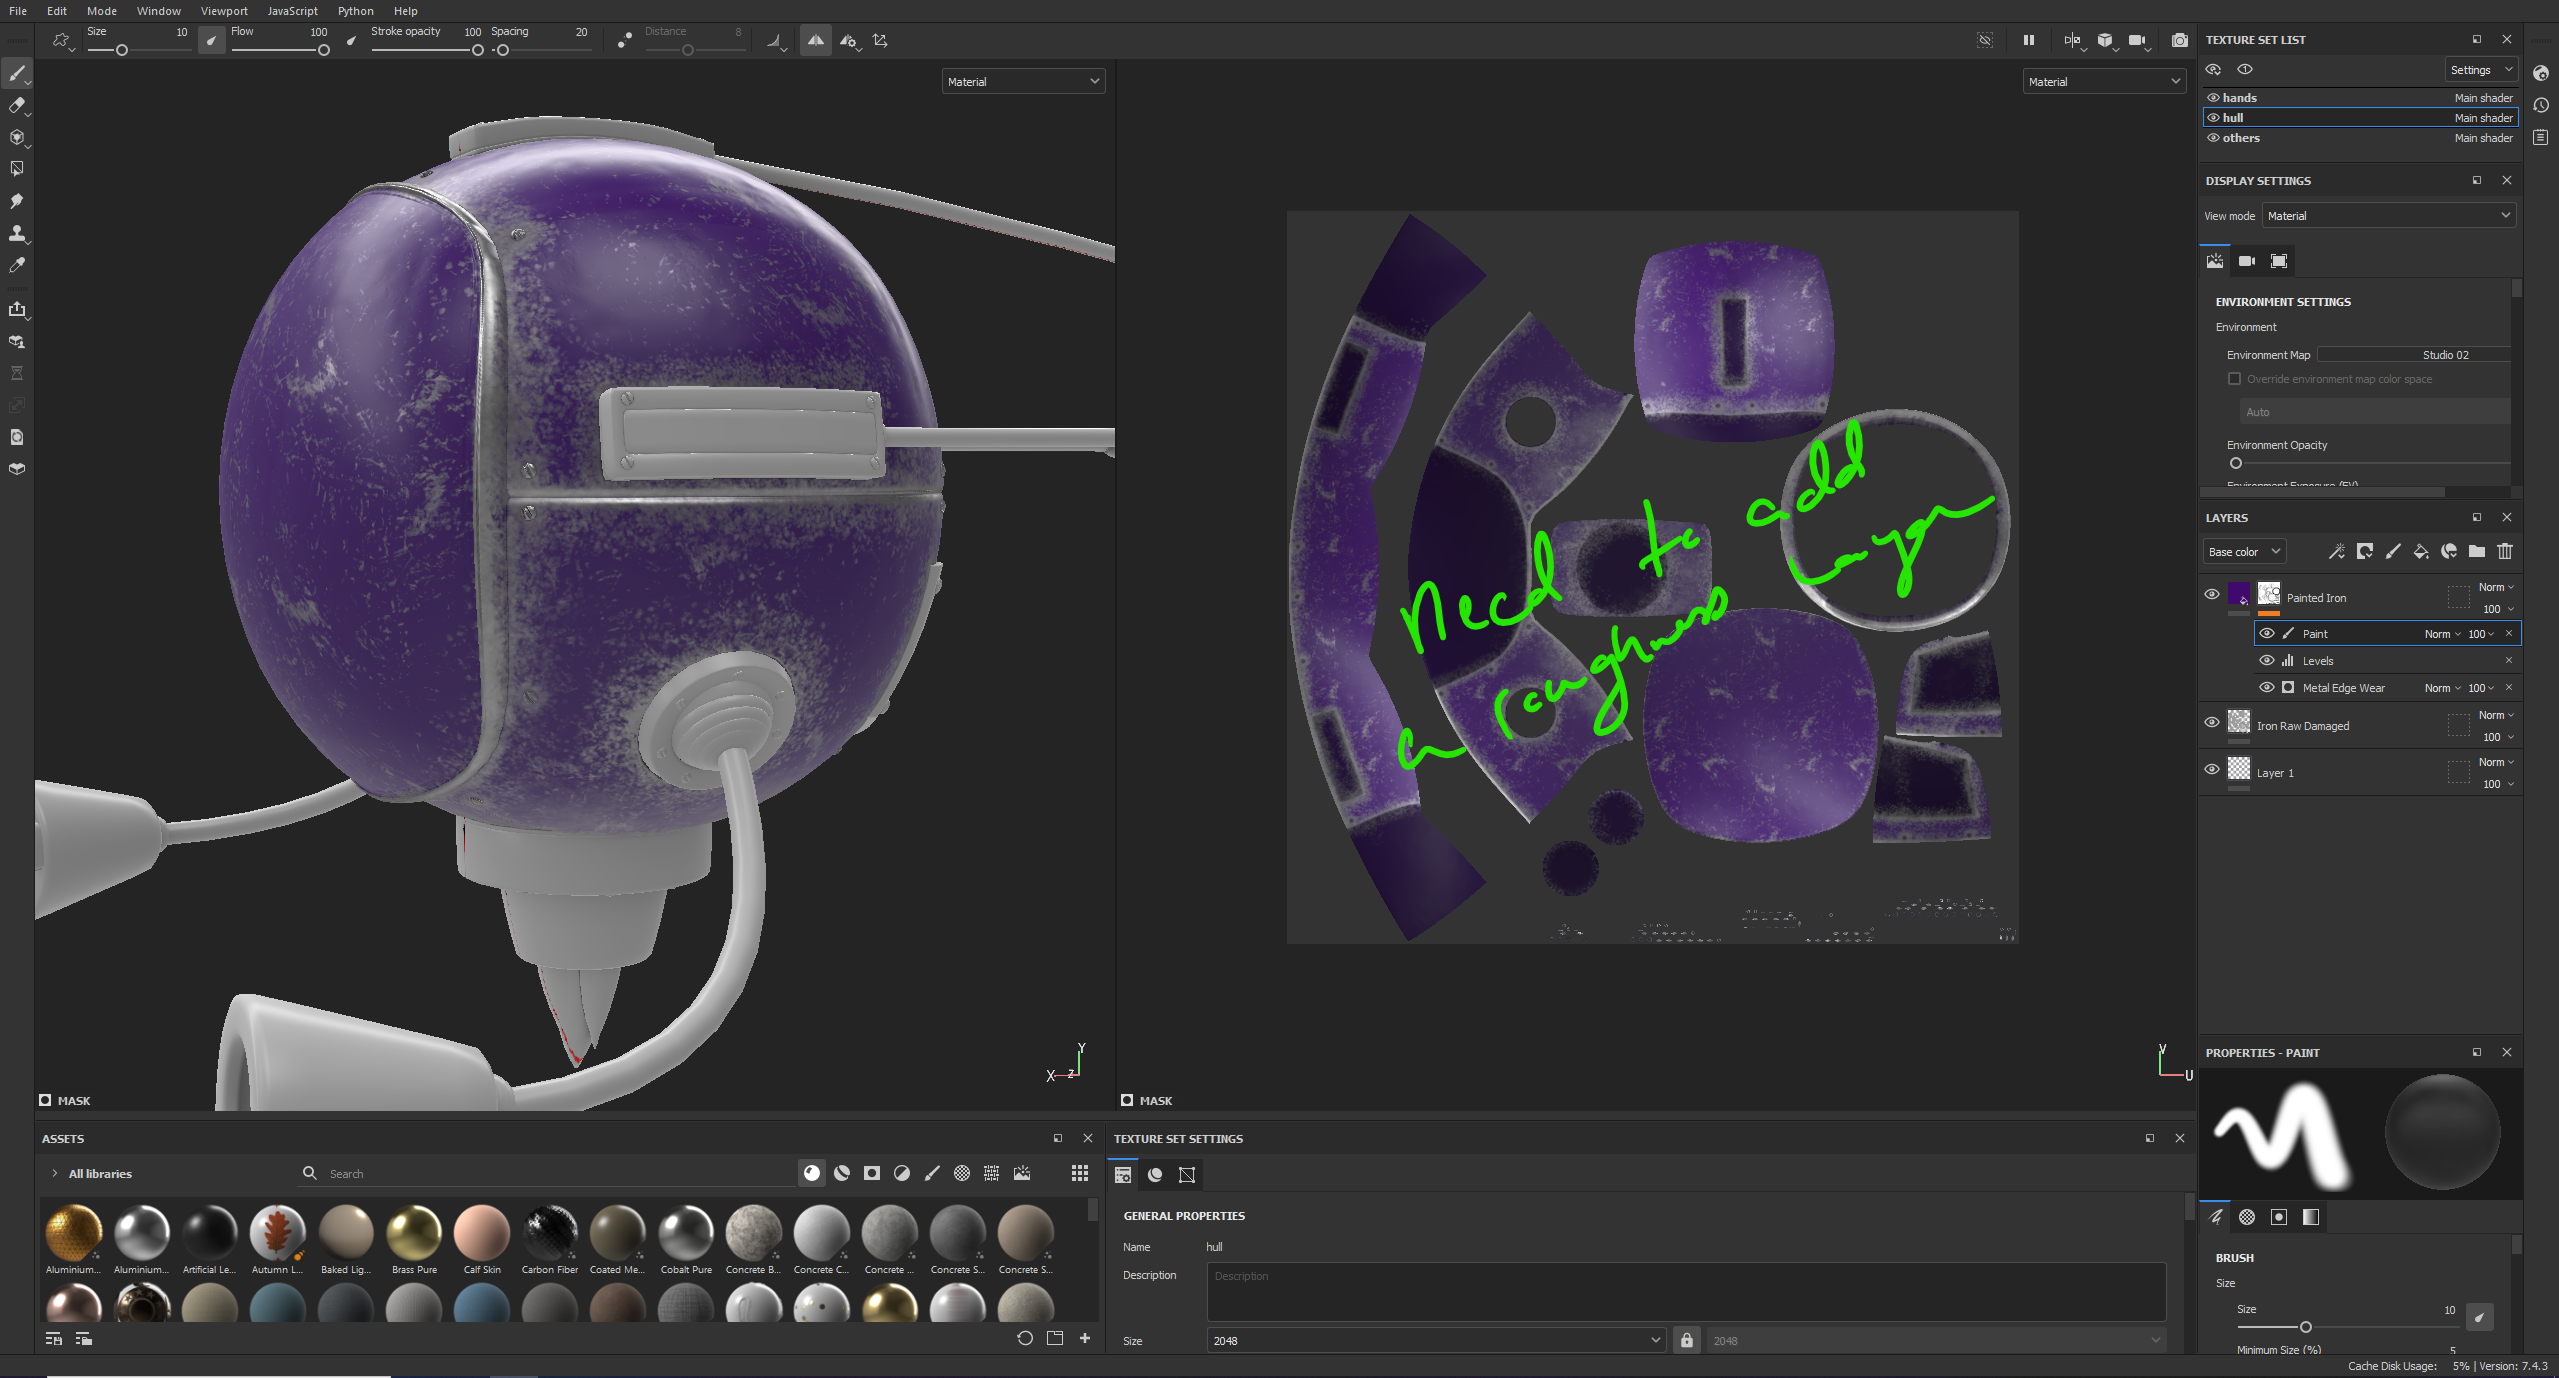 File Edit Mode Window Viewport JavaScript Python Help
Size 10 Flow 100 Stroke opacity 100 Spacing 20 Distance 8
Material
Material
MASK
MASK
Y
X Z
V
U
need to add
a roughness layer
TEXTURE SET LIST
Settings
hands Main shader
hull Main shader
others Main shader
DISPLAY SETTINGS
View mode Material
ENVIRONMENT SETTINGS
Environment
Environment Map Studio 02
Override environment map color space
Auto
Environment Opacity
Environment Exposure (EV)
LAYERS
Base color
Painted Iron Norm 100
Paint Norm 100
Levels
Metal Edge Wear Norm 100
Iron Raw Damaged Norm 100
Layer 1 Norm 100
PROPERTIES - PAINT
BRUSH
Size
Size 10
Minimum Size (%) 5
ASSETS
All libraries Search
Aluminium... Aluminium... Artificial Le... Autumn L... Baked Lig... Brass Pure Calf Skin Carbon Fiber Coated Me... Cobalt Pure Concrete B... Concrete C... Concrete ... Concrete S... Concrete S...
TEXTURE SET SETTINGS
GENERAL PROPERTIES
Name hull
Description Description
Size 2048 2048
Cache Disk Usage: 5% | Version: 7.4.3